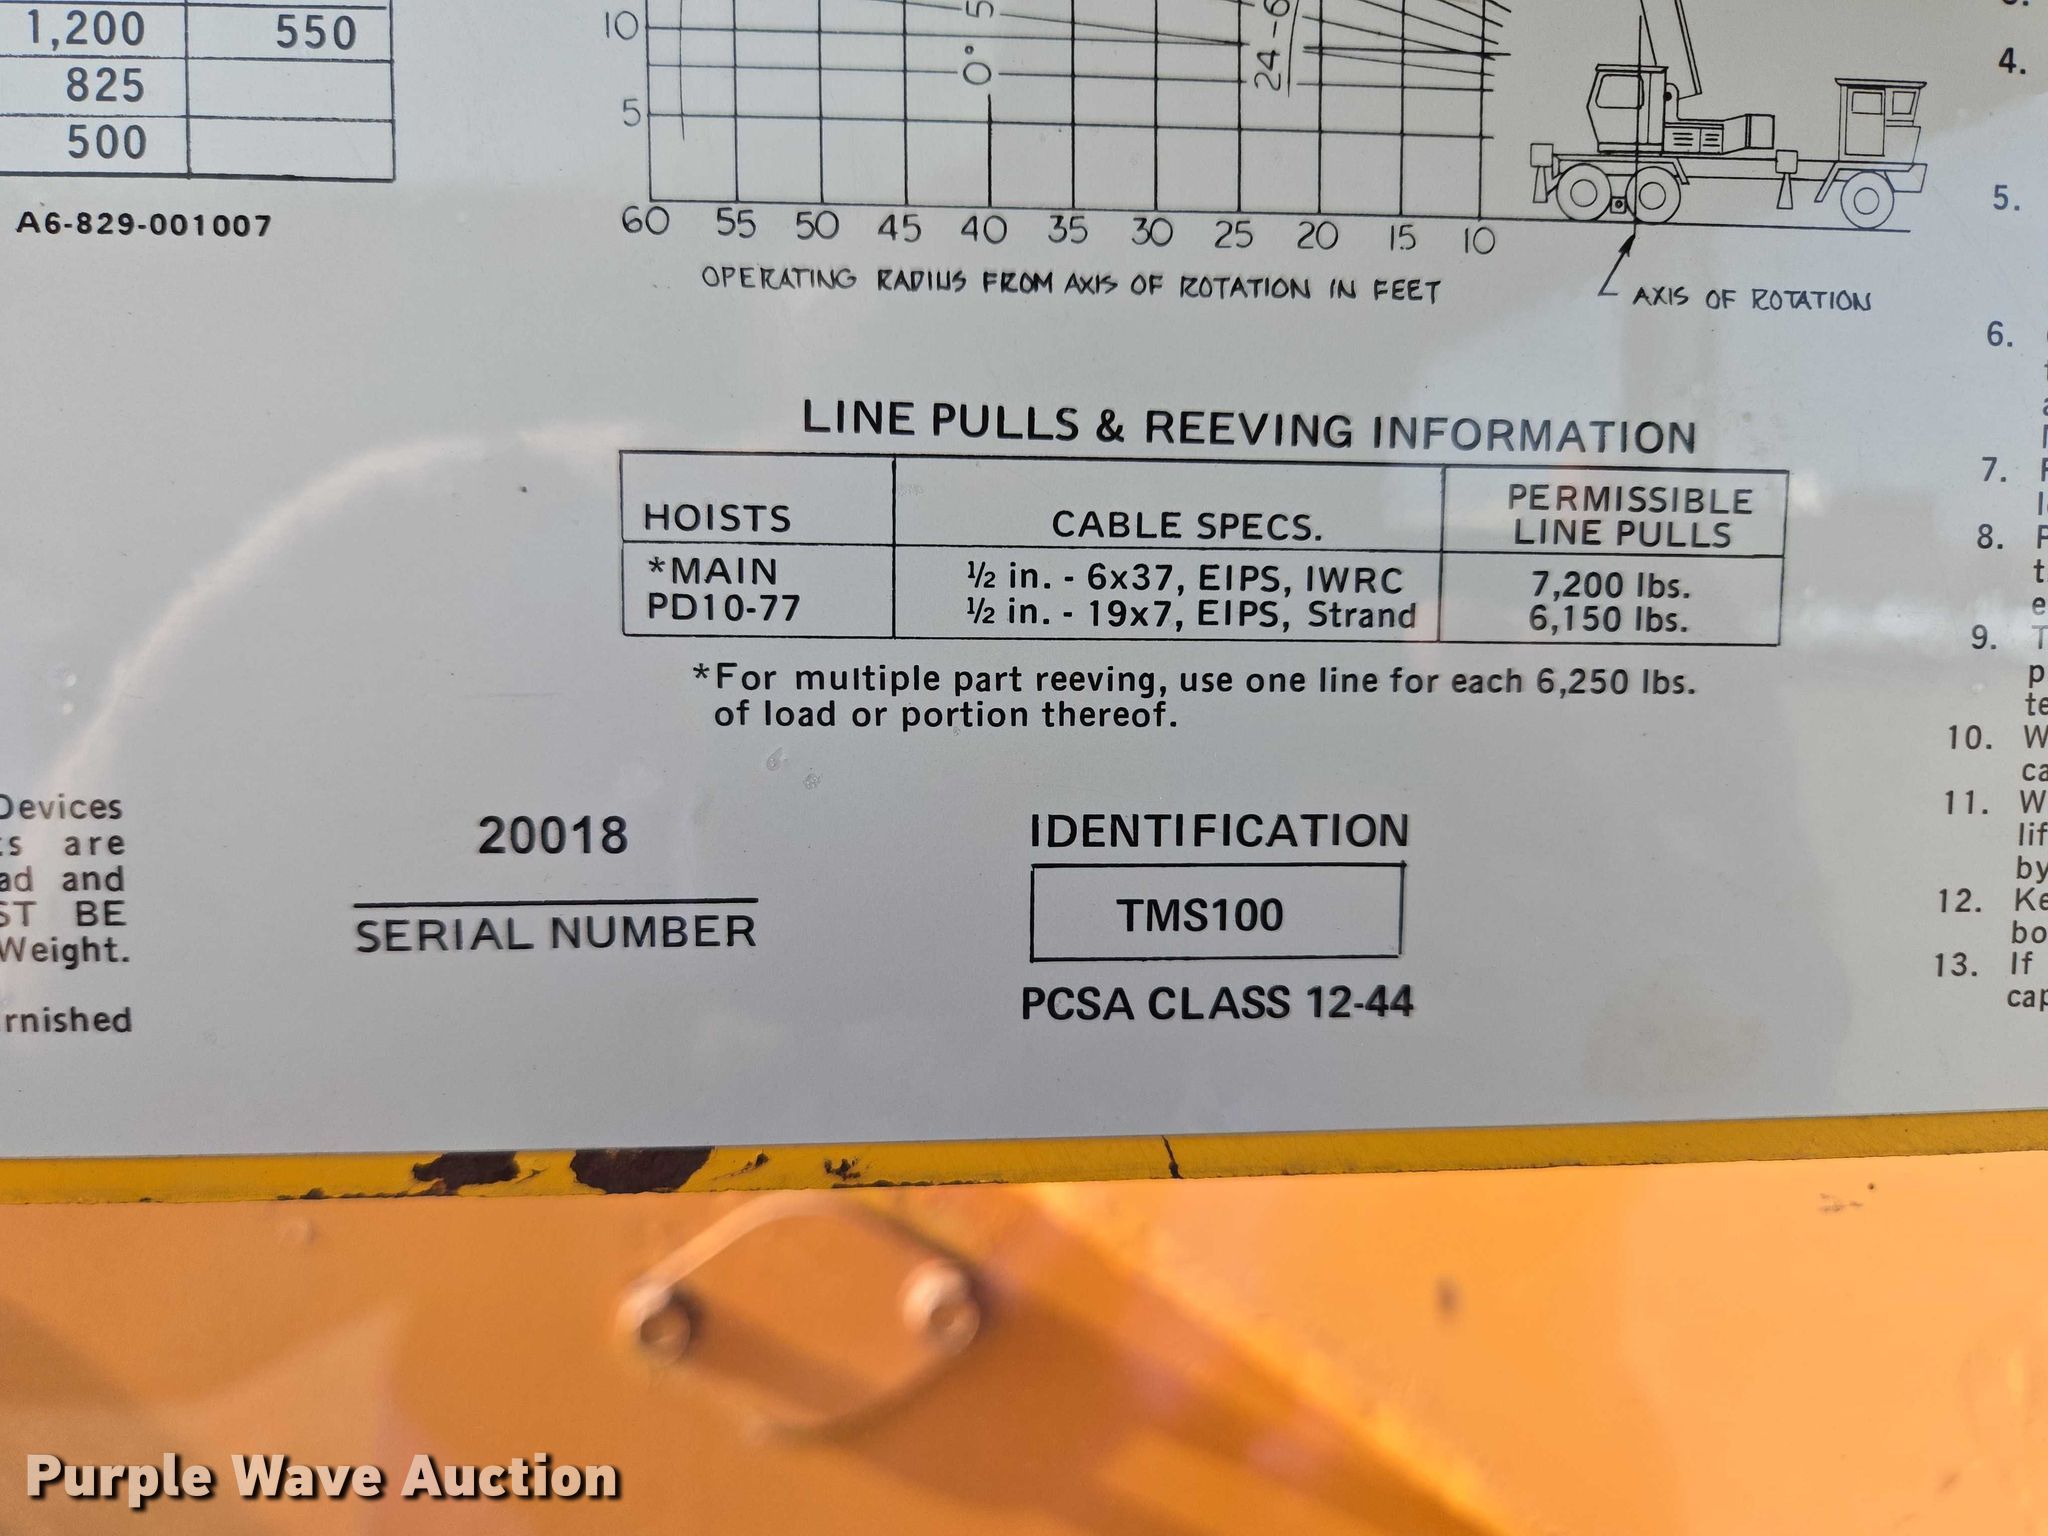 1,200 550
825
500
A6-829-001007
10
5
0°
60 55 50 45 40 35 30 25 20 15 10
OPERATING RADIUS FROM AXIS OF ROTATION IN FEET
AXIS OF ROTATION
LINE PULLS & REEVING INFORMATION
HOISTS CABLE SPECS. PERMISSIBLE LINE PULLS
*MAIN ½ in. - 6x37, EIPS, IWRC 7,200 lbs.
PD10-77 ½ in. - 19x7, EIPS, Strand 6,150 lbs.
*For multiple part reeving, use one line for each 6,250 lbs.
of load or portion thereof.
Devices
are
and
BE
Weight.
20018
SERIAL NUMBER
IDENTIFICATION
TMS100
PCSA CLASS 12-44
4.
5.
6.
7.
8.
9.
10.
11.
12.
13. If
Purple Wave Auction